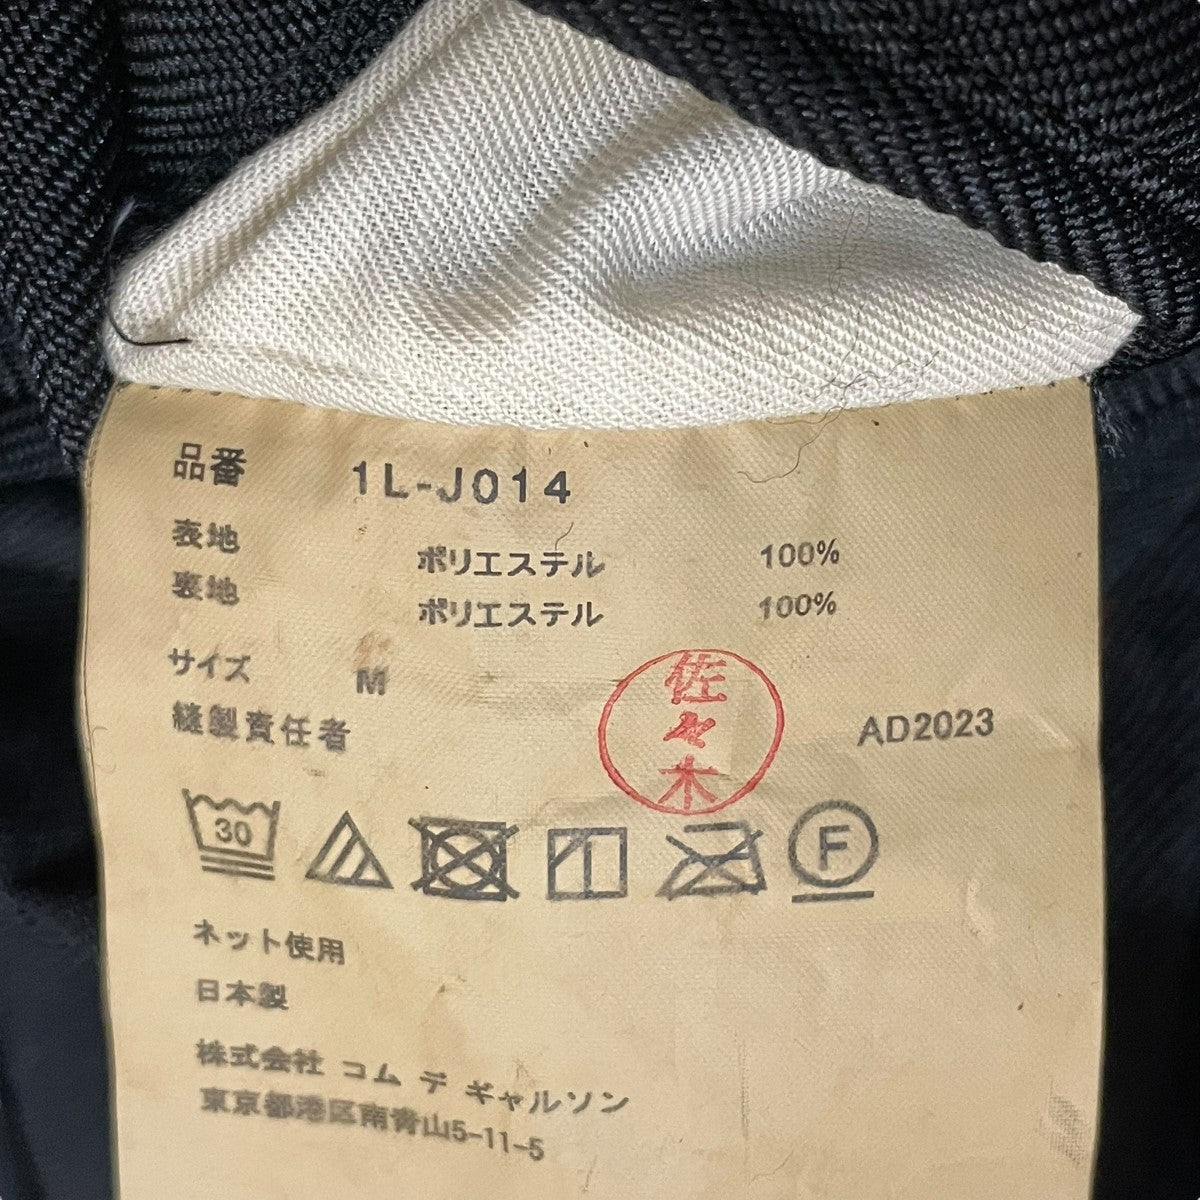 品番 1L-J014
表地 ポリエステル 100%
裏地 ポリエステル 100%
サイズ M
縫製責任者 佐々木 AD2023
30 F
ネット使用
日本製
株式会社 コム デ ギャルソン
東京都港区南青山5-11-5